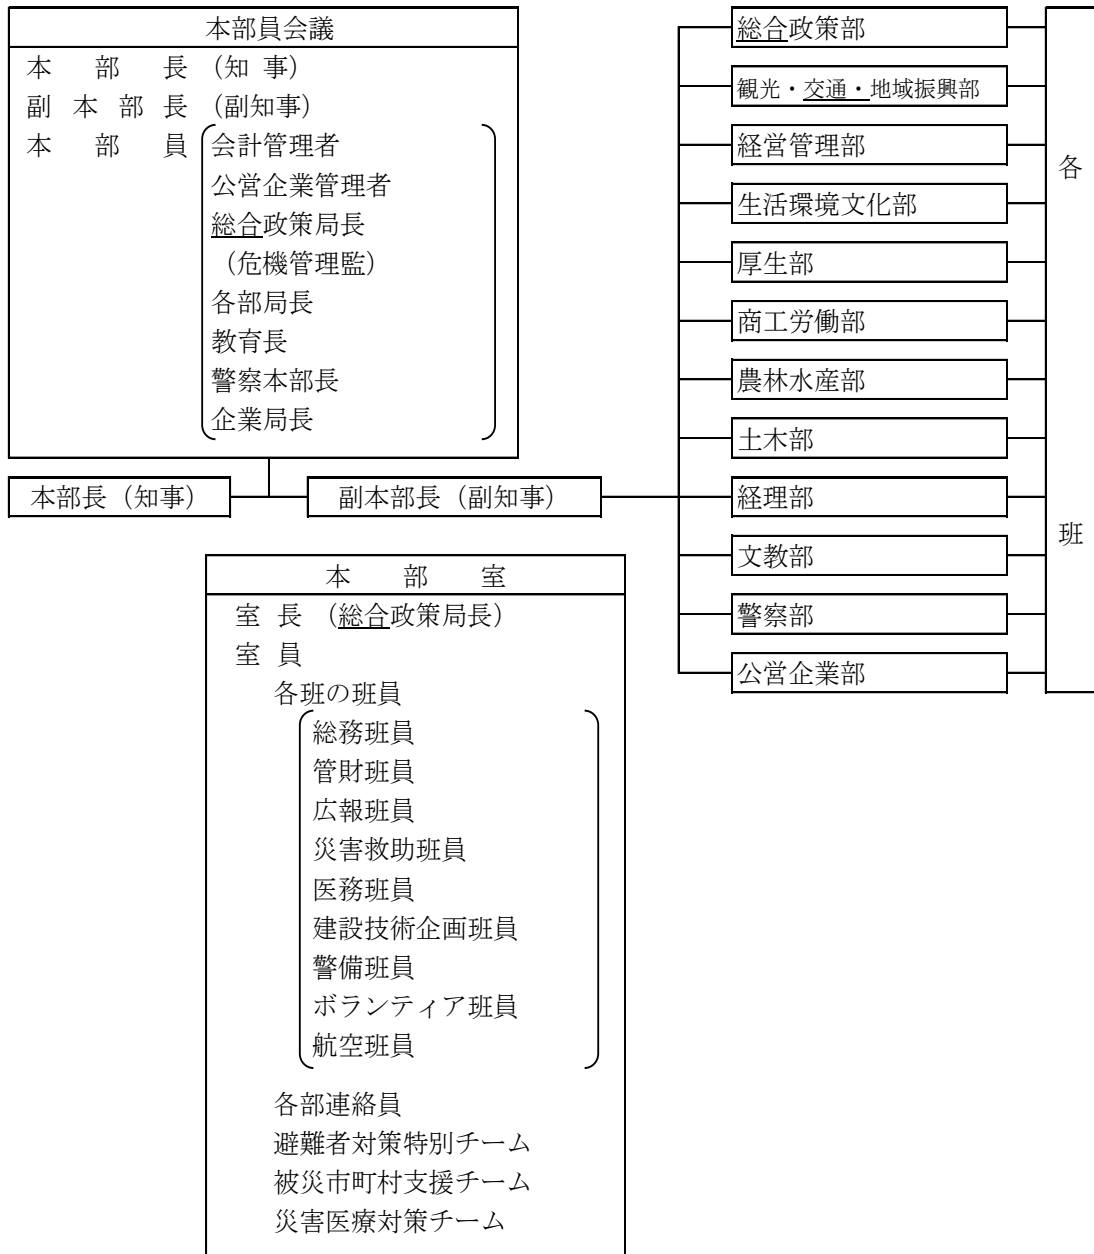 本部員会議
本部長（知事）
副本部長（副知事）
本部員 会計管理者
公営企業管理者
総合政策局長
（危機管理監）
各部局長
教育長
警察本部長
企業局長
本部長（知事）
副本部長（副知事）
総合政策部
観光・交通・地域振興部
経営管理部
生活環境文化部
厚生部
商工労働部
農林水産部
土木部
経理部
文教部
警察部
公営企業部
各班
本部室
室長（総合政策局長）
室員
各班の班員
総務班員
管財班員
広報班員
災害救助班員
医務班員
建設技術企画班員
警備班員
ボランティア班員
航空班員
各部連絡員
避難者対策特別チーム
被災市町村支援チーム
災害医療対策チーム